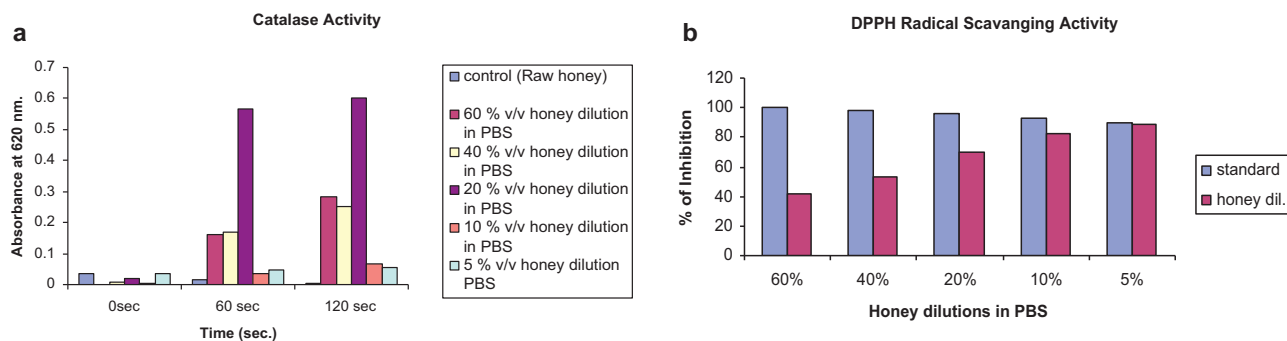 a
Catalase Activity
0.7
0.6
0.5
0.4
0.3
0.2
0.1
0
Absorbance at 620 nm.
0sec
60 sec
120 sec
Time (sec.)
control (Raw honey)
60 % v/v honey dilution
in PBS
40 % v/v honey dilution
in PBS
20 % v/v honey dilution
in PBS
10 % v/v honey dilution
in PBS
5 % v/v honey dilution
PBS
b
DPPH Radical Scavanging Activity
120
100
80
60
40
20
0
% of Inhibition
60%
40%
20%
10%
5%
Honey dilutions in PBS
standard
honey dil.